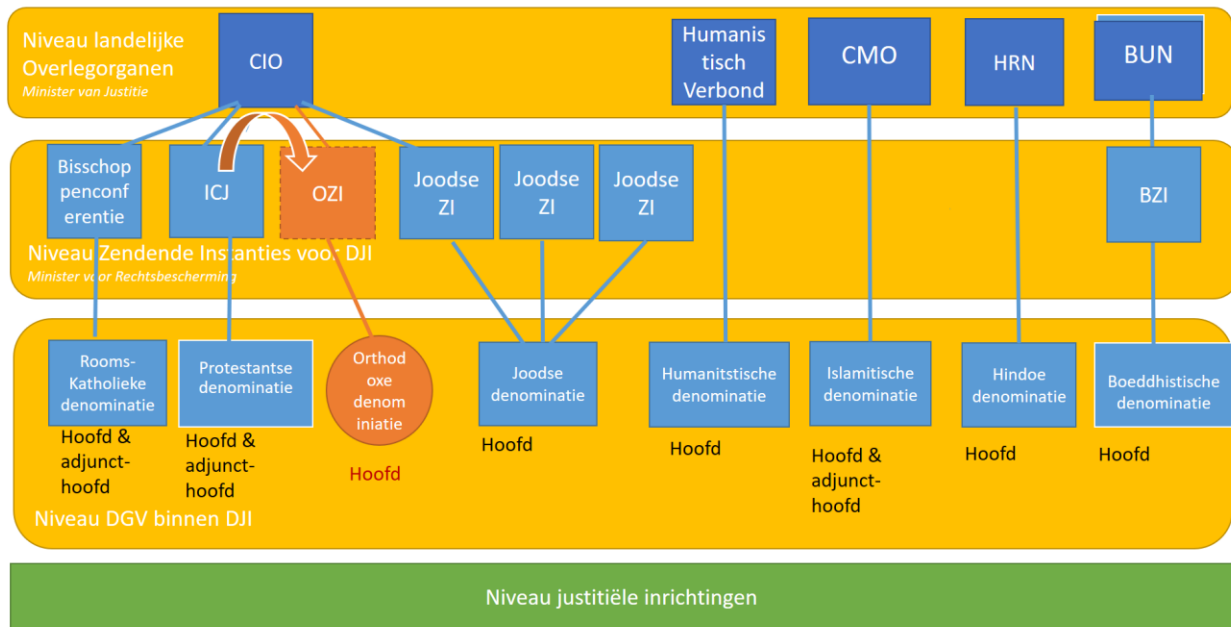 Niveau landelijke
Overlegorganen
Minister van Justitie
CIO
Humanis
tisch
Verbond
CMO
HRN
BUN
Bisschop
penconf
erentie
ICJ
OZI
Joodse
ZI
Joodse
ZI
Joodse
ZI
BZI
Niveau Zendende Instanties voor DJI
Minister voor Rechtsbescherming
Rooms-
Katholieke
denominatie
Protestantse
denominatie
Orthod
oxe
denom
iniatie
Joodse
denominatie
Humanitstische
denominatie
Islamitische
denominatie
Hindoe
denominatie
Boeddhistische
denominatie
Hoofd &
adjunct-
hoofd
Hoofd &
adjunct-
hoofd
Hoofd
Hoofd
Hoofd
Hoofd &
adjunct-
hoofd
Hoofd
Hoofd
Niveau DGV binnen DJI
Niveau justitiële inrichtingen